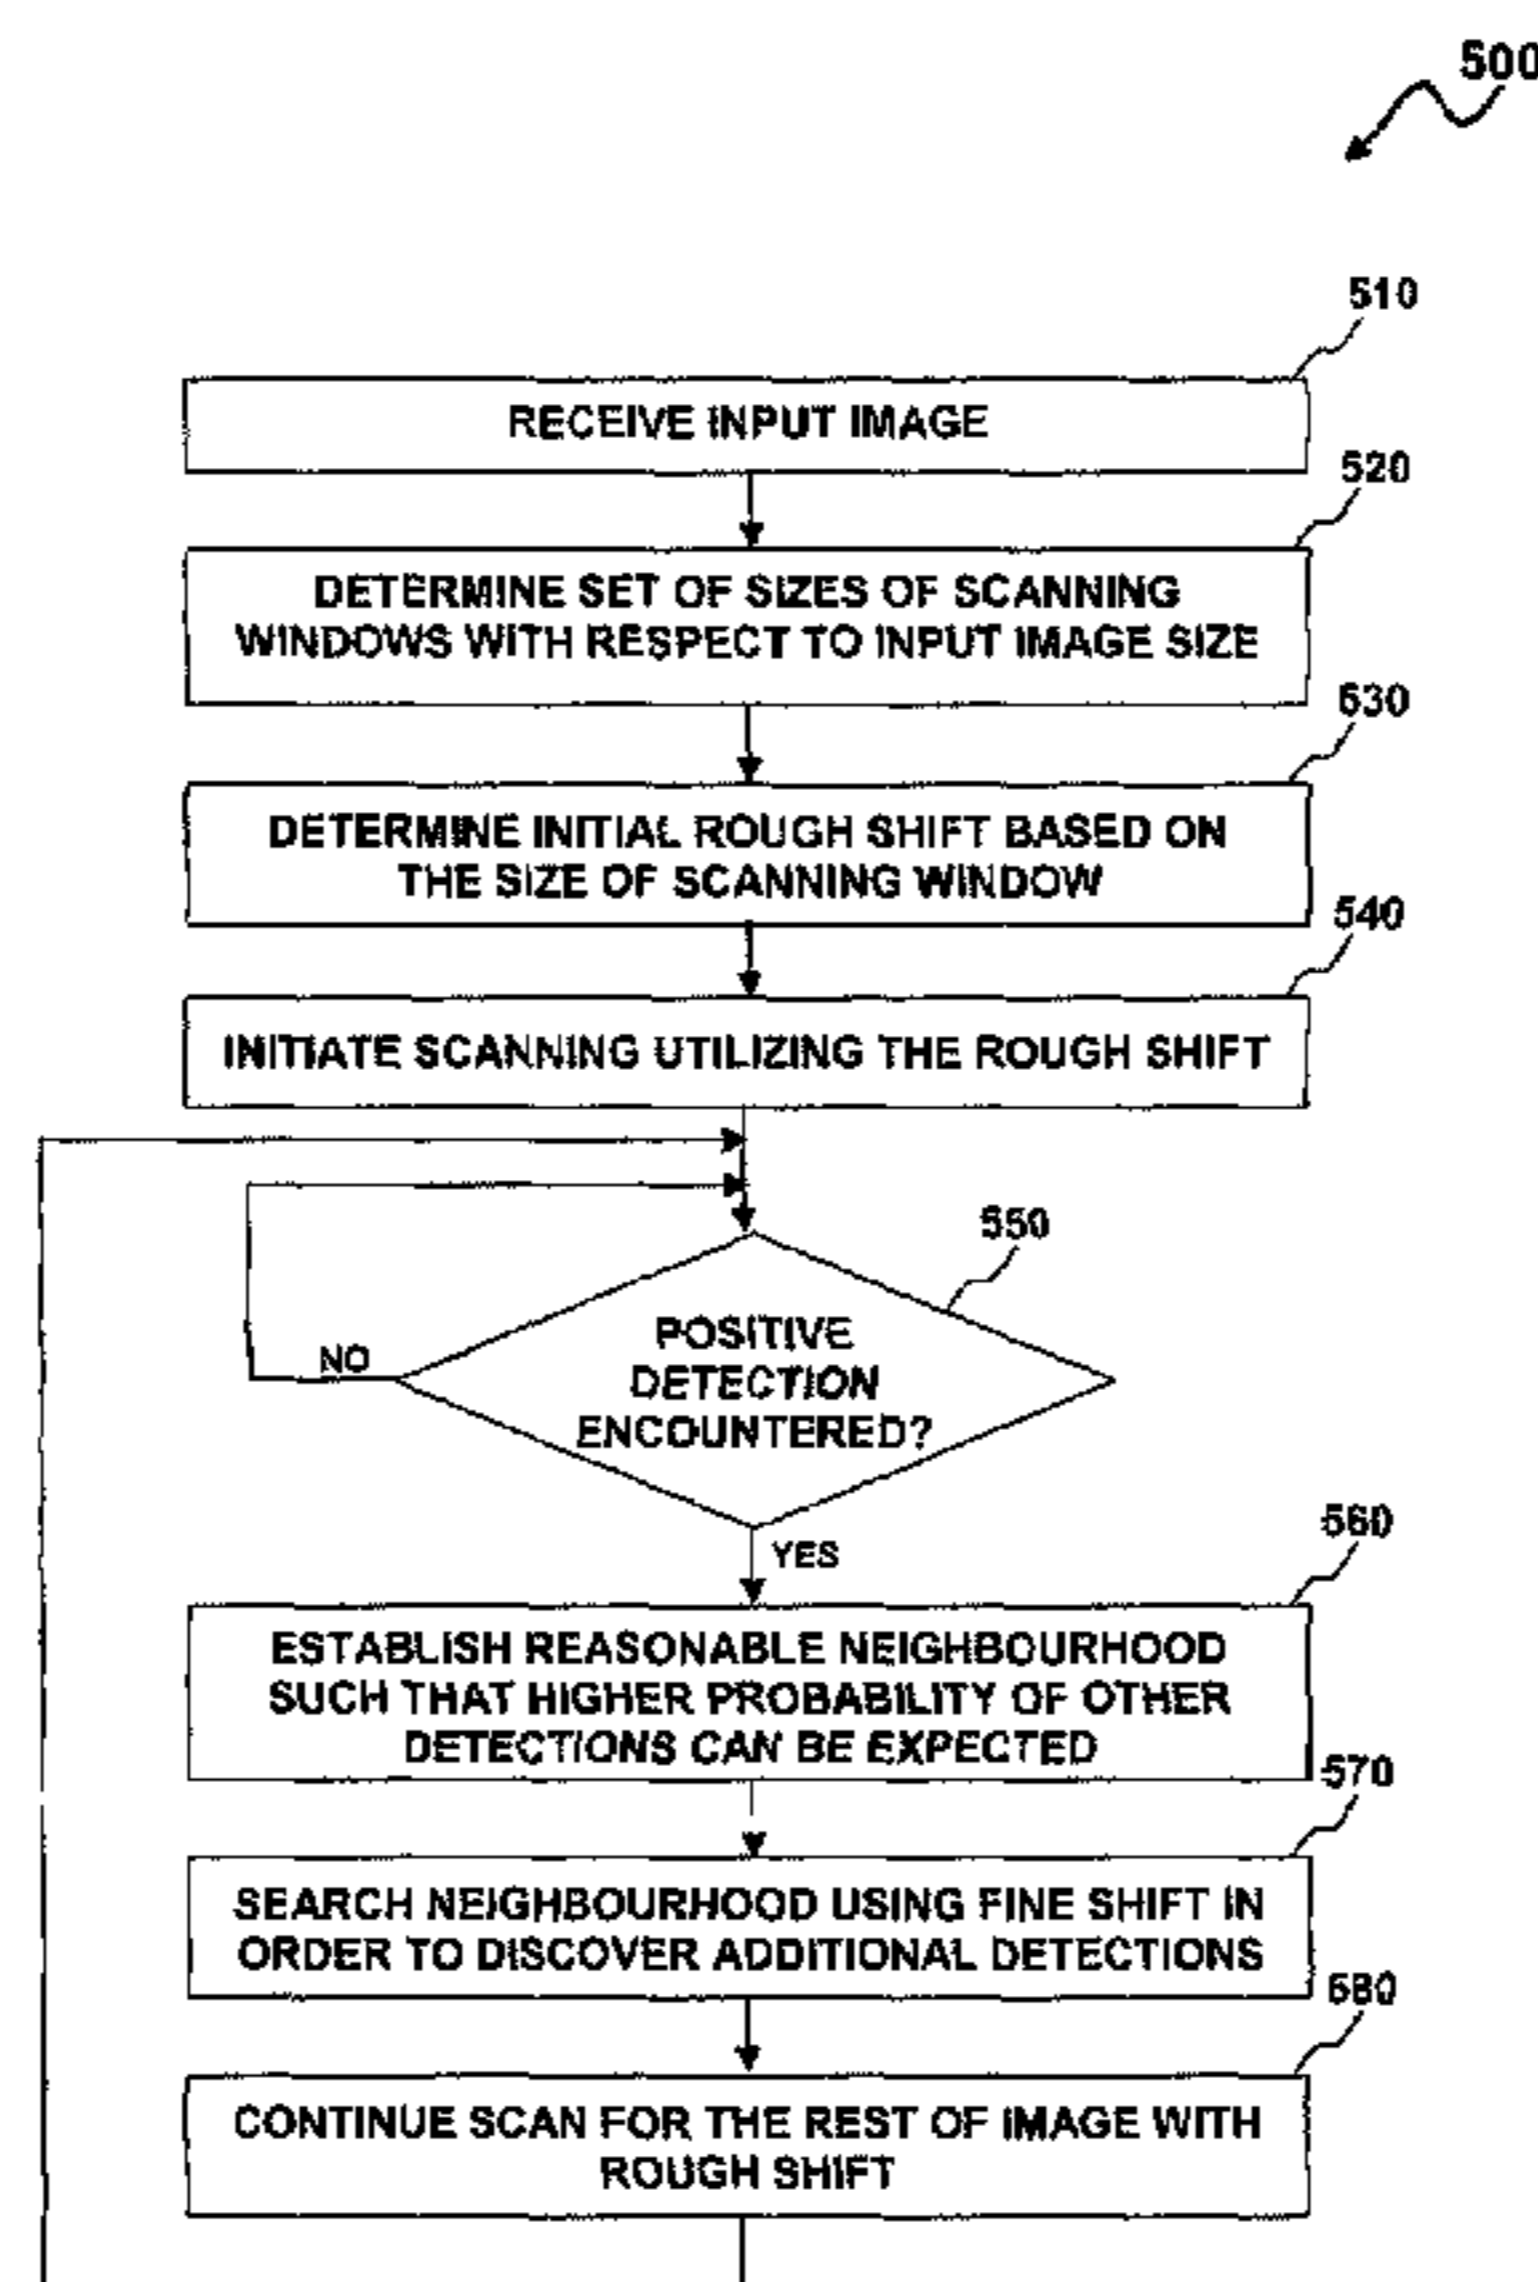 500
510
RECEIVE INPUT IMAGE
520
DETERMINE SET OF SIZES OF SCANNING
WINDOWS WITH RESPECT TO INPUT IMAGE SIZE
530
DETERMINE INITIAL ROUGH SHIFT BASED ON
THE SIZE OF SCANNING WINDOW
540
INITIATE SCANNING UTILIZING THE ROUGH SHIFT
550
POSITIVE
DETECTION
ENCOUNTERED?
NO
YES
560
ESTABLISH REASONABLE NEIGHBOURHOOD
SUCH THAT HIGHER PROBABILITY OF OTHER
DETECTIONS CAN BE EXPECTED
570
SEARCH NEIGHBOURHOOD USING FINE SHIFT IN
ORDER TO DISCOVER ADDITIONAL DETECTIONS
580
CONTINUE SCAN FOR THE REST OF IMAGE WITH
ROUGH SHIFT